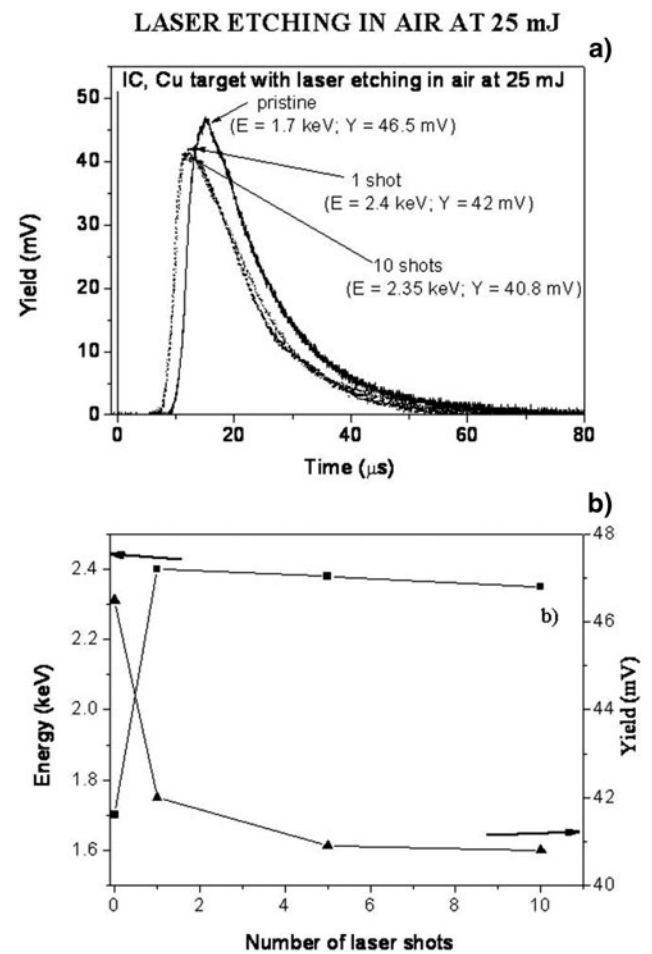 LASER ETCHING IN AIR AT 25 mJ
a)
IC, Cu target with laser etching in air at 25 mJ
pristine
(E = 1.7 keV; Y = 46.5 mV)
1 shot
(E = 2.4 keV; Y = 42 mV)
10 shots
(E = 2.35 keV; Y = 40.8 mV)
Yield (mV)
50
40
30
20
10
0
0 20 40 60 80
Time (μs)
b)
b)
Energy (keV)
2.4
2.2
2.0
1.8
1.6
Yield (mV)
48
46
44
42
40
0 2 4 6 8 10
Number of laser shots